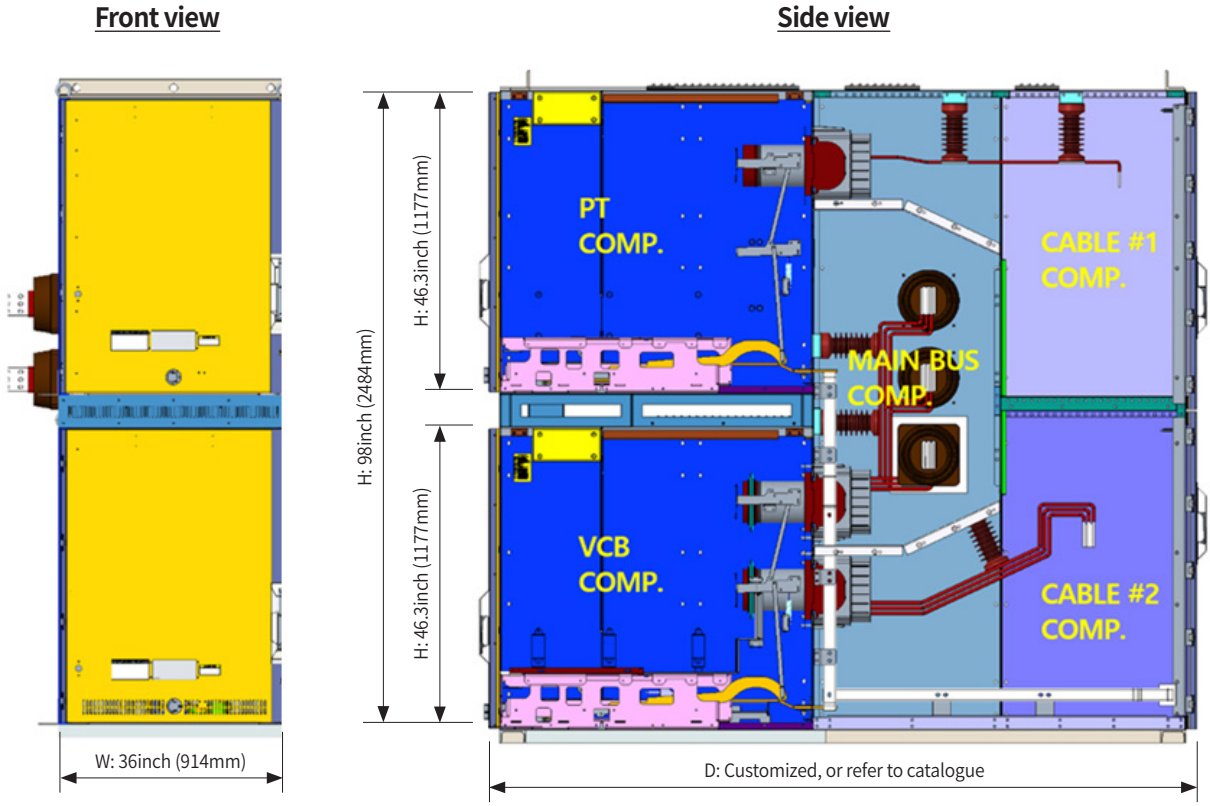 Front view
Side view
H: 98inch (2484mm)
H: 46.3inch (1177mm)
H: 46.3inch (1177mm)
PT
COMP.
MAIN BUS
COMP.
CABLE #1
COMP.
VCB
COMP.
CABLE #2
COMP.
W: 36inch (914mm)
D: Customized, or refer to catalogue